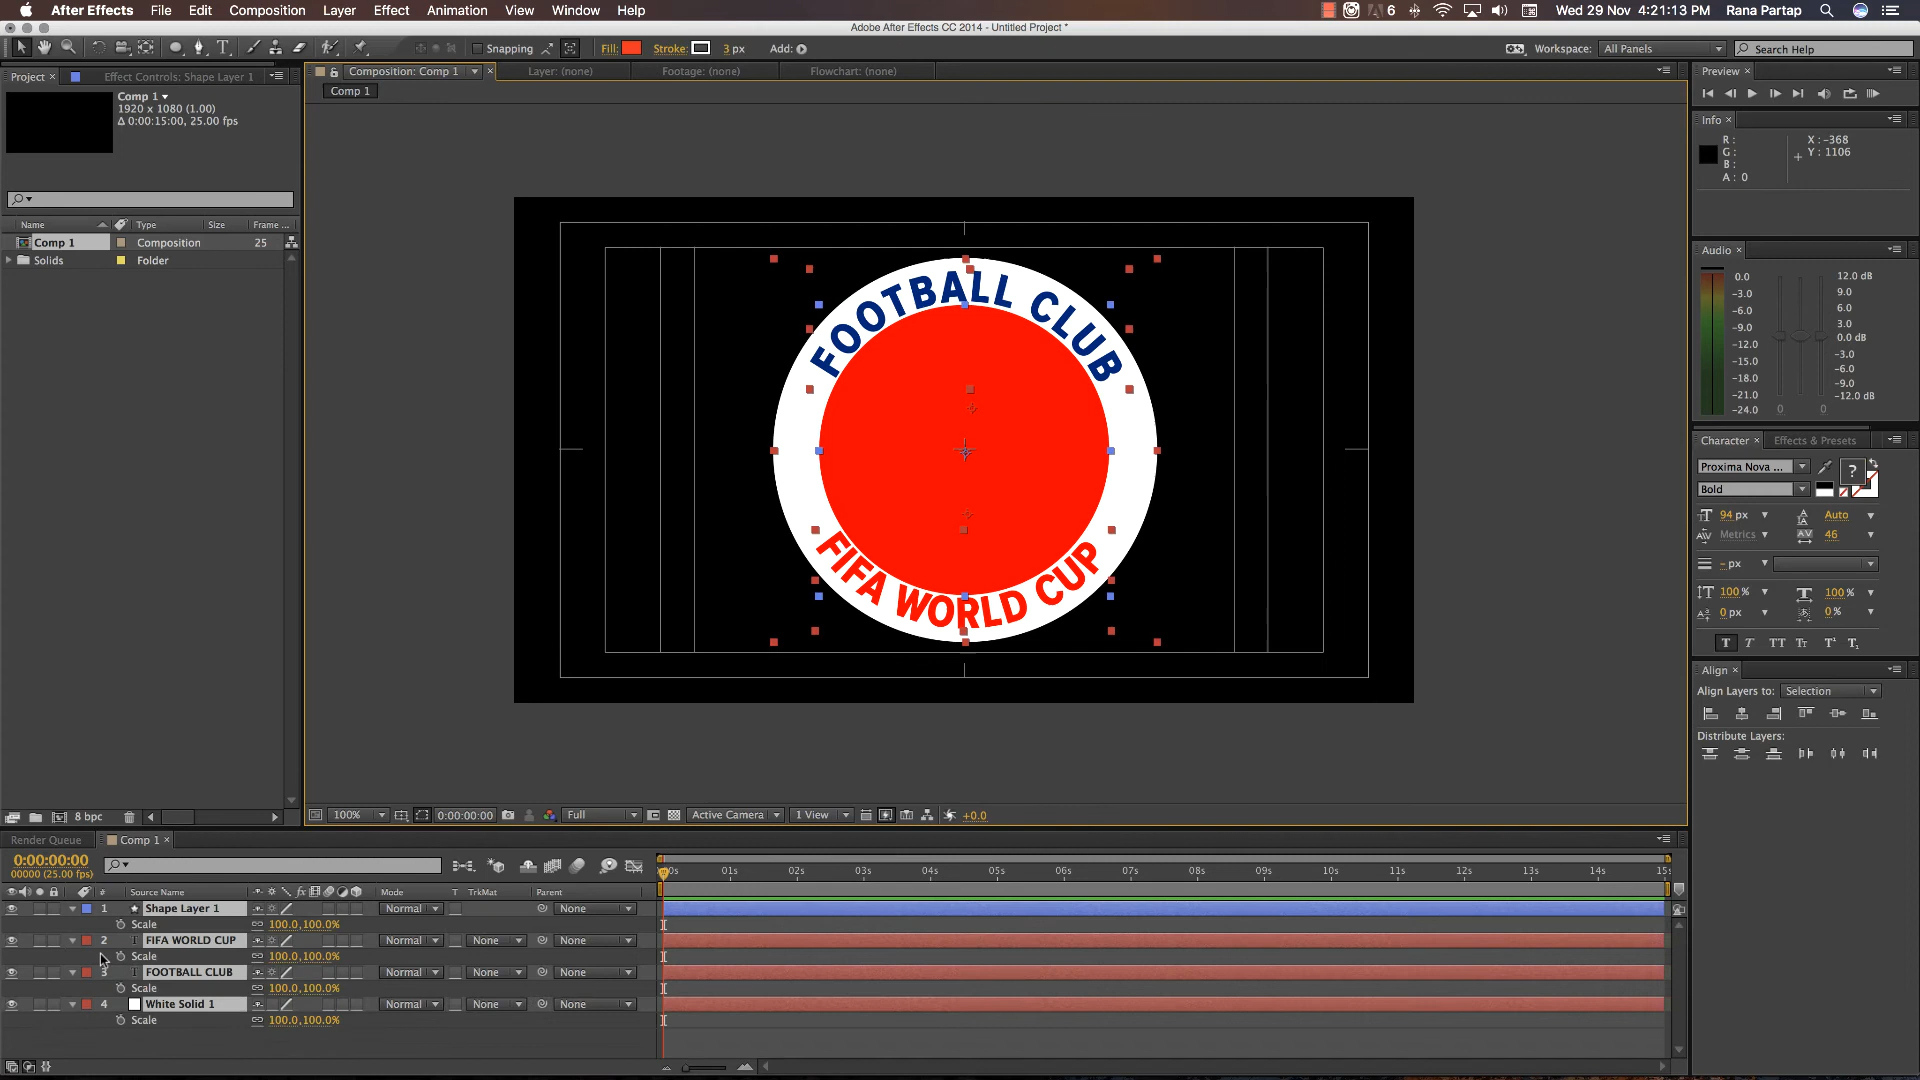 After Effects File Edit Composition Layer Effect Animation View Window Help 6 Wed 29 Nov 4:21:13 PM Rana Partap
Adobe After Effects CC 2014 - Untitled Project *
Snapping Fill: Stroke: 3 px Add: Workspace: All Panels Search Help
Project × Effect Controls: Shape Layer 1
Composition: Comp 1 × Layer: (none) Footage: (none) Flowchart: (none)
Comp 1
Comp 1
1920 x 1080 (1.00)
Δ 0:00:15:00, 25.00 fps
Name Type Size Frame ...
Comp 1 Composition 25
Solids Folder
8 bpc
FOOTBALL CLUB
FIFA WORLD CUP
100% 0:00:00:00 Full Active Camera 1 View +0.0
Preview ×
Info ×
R :
G :
B :
A : 0
X : -368
Y : 1106
Audio ×
0.0
-3.0
-6.0
-9.0
-12.0
-15.0
-18.0
-21.0
-24.0
12.0 dB
9.0
6.0
3.0
0.0 dB
-3.0
-6.0
-9.0
-12.0 dB
0 0
Character × Effects & Presets
Proxima Nova ... ?
Bold
94 px Auto
Metrics 46
- px
100 % 100 %
0 px 0 %
T T TT Tt T¹ T₁
Align ×
Align Layers to: Selection
Distribute Layers:
Render Queue Comp 1 ×
0:00:00:00
00000 (25.00 fps)
# Source Name fx Mode T TrkMat Parent
1 Shape Layer 1 Normal None
Scale 100.0,100.0%
2 T FIFA WORLD CUP Normal None None
Scale 100.0,100.0%
3 T FOOTBALL CLUB Normal None None
Scale 100.0,100.0%
4 White Solid 1 Normal None None
Scale 100.0,100.0%
01s 02s 03s 04s 05s 06s 07s 08s 09s 10s 11s 12s 13s 14s